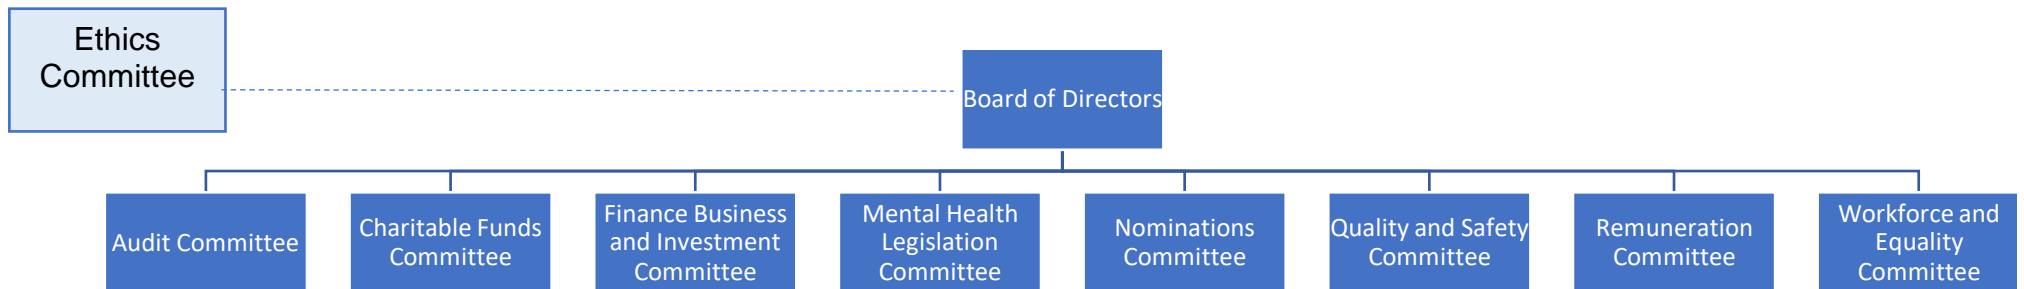 Ethics
Committee
Board of Directors
Audit Committee
Charitable Funds
Committee
Finance Business
and Investment
Committee
Mental Health
Legislation
Committee
Nominations
Committee
Quality and Safety
Committee
Remuneration
Committee
Workforce and
Equality
Committee